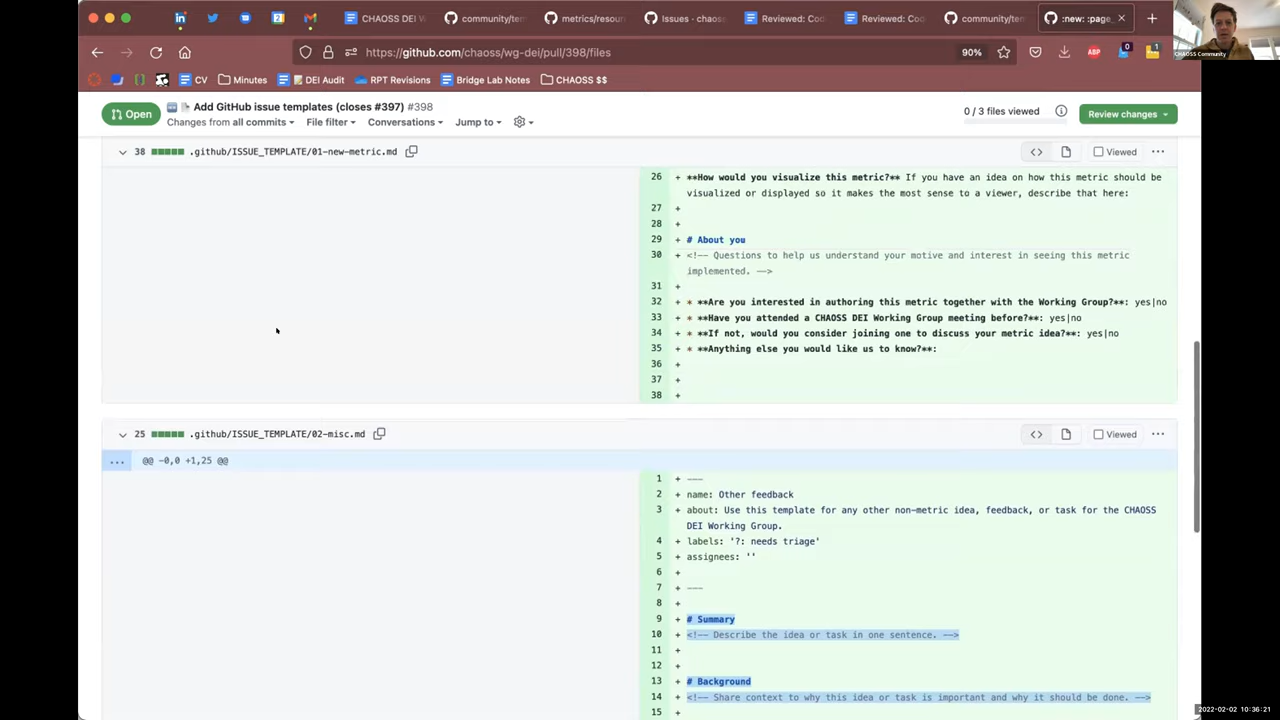 CHAOSS DEI W
community/tem
metrics/resour
Issues · chaoss
Reviewed: Cod
Reviewed: Cod
community/tem
:new: :page_
https://github.com/chaoss/wg-dei/pull/398/files
90%
ABP
0
1
CV
Minutes
DEI Audit
RPT Revisions
Bridge Lab Notes
CHAOSS $$
CHAOSS Community
Open
Add GitHub issue templates (closes #397) #398
Changes from all commits
File filter
Conversations
Jump to
0 / 3 files viewed
Review changes
38 .github/ISSUE_TEMPLATE/01-new-metric.md
Viewed
26 + **How would you visualize this metric?** If you have an idea on how this metric should be
visualized or displayed so it makes the most sense to a viewer, describe that here:
27 +
28 +
29 + # About you
30 + <!-- Questions to help us understand your motive and interest in seeing this metric
implemented. -->
31 +
32 + * **Are you interested in authoring this metric together with the Working Group?**: yes|no
33 + * **Have you attended a CHAOSS DEI Working Group meeting before?**: yes|no
34 + * **If not, would you consider joining one to discuss your metric idea?**: yes|no
35 + * **Anything else you would like us to know?**:
36 +
37 +
38 +
25 .github/ISSUE_TEMPLATE/02-misc.md
Viewed
... @@ -0,0 +1,25 @@
1 + ---
2 + name: Other feedback
3 + about: Use this template for any other non-metric idea, feedback, or task for the CHAOSS
DEI Working Group.
4 + labels: '?: needs triage'
5 + assignees: ''
6 +
7 + ---
8 +
9 + # Summary
10 + <!-- Describe the idea or task in one sentence. -->
11 +
12 +
13 + # Background
14 + <!-- Share context to why this idea or task is important and why it should be done. -->
15 +
2022-02-02 10:36:21